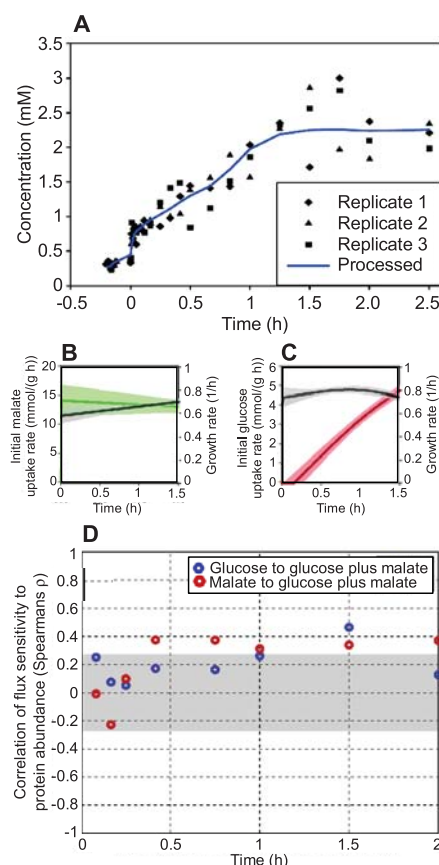 A
3.5
3
2.5
2
1.5
1
0.5
0
Concentration (mM)
Replicate 1
Replicate 2
Replicate 3
Processed
-0.5 0 0.5 1 1.5 2.0 2.5
Time (h)
B
20
15
10
5
0
Initial malate
uptake rate (mmol/(g h))
1
0.8
0.6
0.4
0.2
0
Growth rate (1/h)
0 0.5 1 1.5
Time (h)
C
6
5
4
3
2
1
0
Initial glucose
uptake rate (mmol/(g h))
1
0.8
0.6
0.4
0.2
0
Growth rate (1/h)
0 0.5 1 1.5
Time (h)
D
1
0.8
0.6
0.4
0.2
0
-0.2
-0.4
-0.6
-0.8
-1
Correlation of flux sensitivity to
protein abundance (Spearmans ρ)
Glucose to glucose plus malate
Malate to glucose plus malate
0 0.5 1 1.5 2
Time (h)